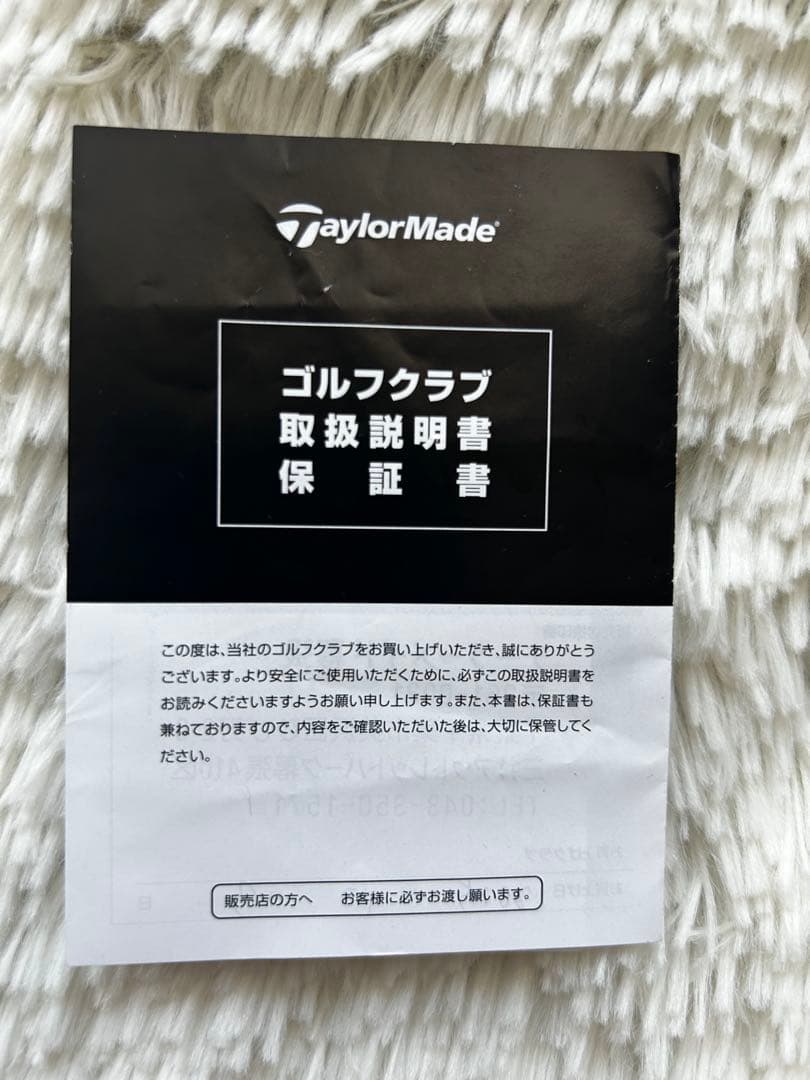 TaylorMade
ゴルフクラブ
取扱説明書
保証書
この度は、当社のゴルフクラブをお買い上げいただき、誠にありがとう
ございます。より安全にご使用いただくために、必ずこの取扱説明書を
お読みくださいますようお願い申し上げます。また、本書は、保証書も
兼ねておりますので、内容をご確認いただいた後は、大切に保管してく
ださい。
販売店の方へ お客様に必ずお渡し願います。